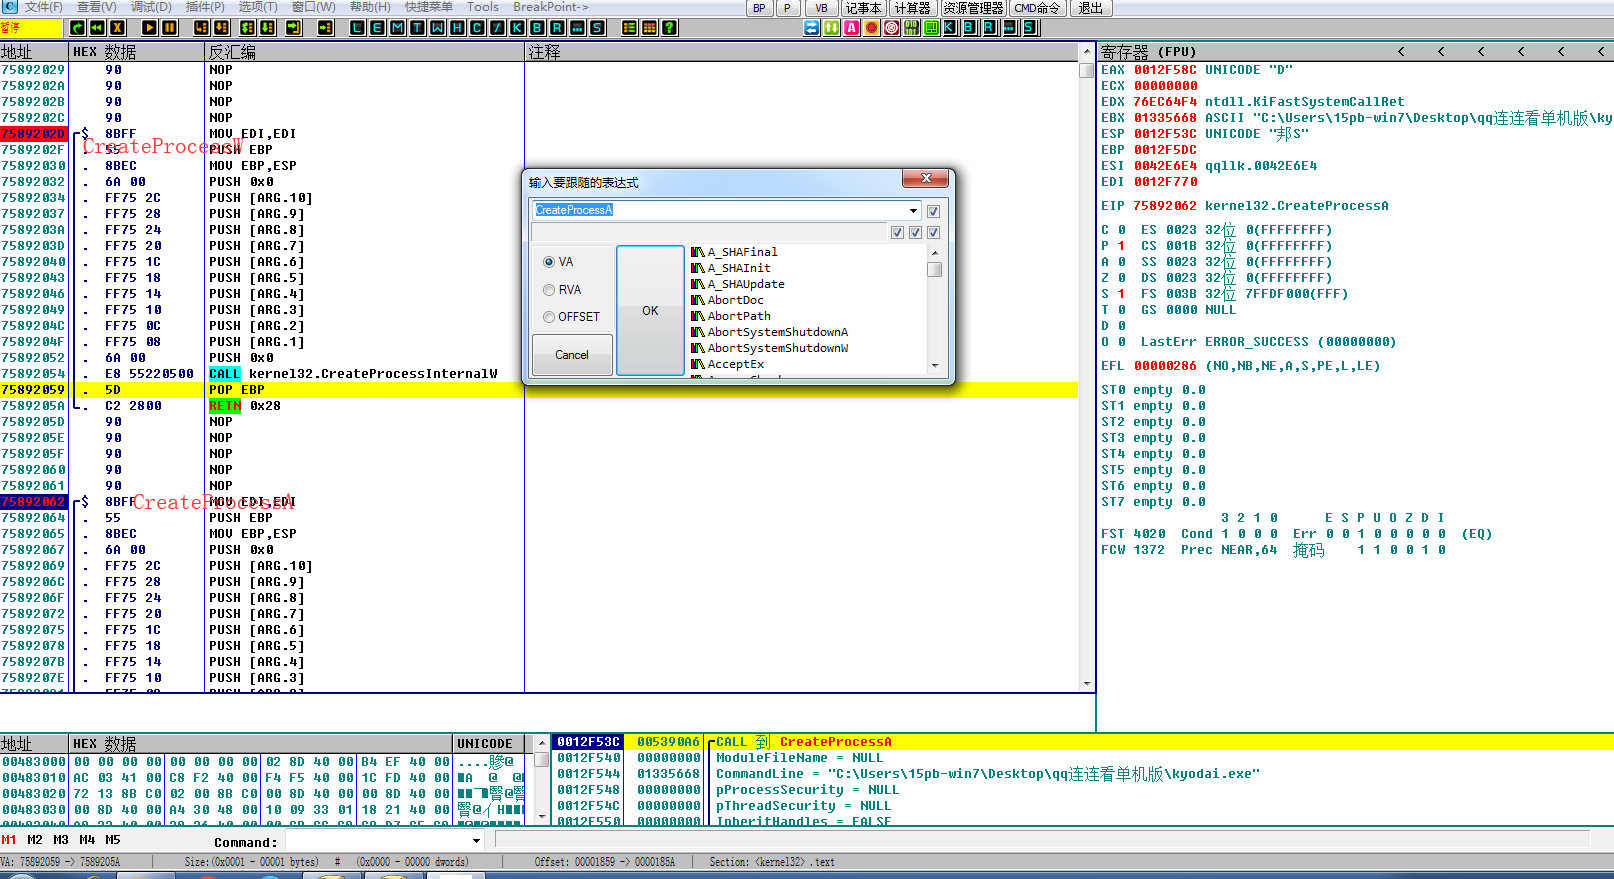 文件(F) 查看(V) 调试(D) 插件(P) 选项(T) 窗口(W) 帮助(H) 快捷菜单 Tools BreakPoint-> BP P VB 记事本 计算器 资源管理器 CMD命令 退出
暂停 L E M T W H C / K B R ... S ?
地址 HEX 数据 反汇编 注释 寄存器 (FPU) < < < < < <
75892029 90 NOP
7589202A 90 NOP
7589202B 90 NOP
7589202C 90 NOP
7589202D $ 8BFF MOV EDI,EDI
CreateProcessW
7589202F . 55 PUSH EBP
75892030 . 8BEC MOV EBP,ESP
75892032 . 6A 00 PUSH 0x0
75892034 . FF75 2C PUSH [ARG.10]
75892037 . FF75 28 PUSH [ARG.9]
7589203A . FF75 24 PUSH [ARG.8]
7589203D . FF75 20 PUSH [ARG.7]
75892040 . FF75 1C PUSH [ARG.6]
75892043 . FF75 18 PUSH [ARG.5]
75892046 . FF75 14 PUSH [ARG.4]
75892049 . FF75 10 PUSH [ARG.3]
7589204C . FF75 0C PUSH [ARG.2]
7589204F . FF75 08 PUSH [ARG.1]
75892052 . 6A 00 PUSH 0x0
75892054 . E8 55220500 CALL kernel32.CreateProcessInternalW
75892059 . 5D POP EBP
7589205A . C2 2800 RETN 0x28
7589205D 90 NOP
7589205E 90 NOP
7589205F 90 NOP
75892060 90 NOP
75892061 90 NOP
75892062 $ 8BFF MOV EDI,EDI
CreateProcessA
75892064 . 55 PUSH EBP
75892065 . 8BEC MOV EBP,ESP
75892067 . 6A 00 PUSH 0x0
75892069 . FF75 2C PUSH [ARG.10]
7589206C . FF75 28 PUSH [ARG.9]
7589206F . FF75 24 PUSH [ARG.8]
75892072 . FF75 20 PUSH [ARG.7]
75892075 . FF75 1C PUSH [ARG.6]
75892078 . FF75 18 PUSH [ARG.5]
7589207B . FF75 14 PUSH [ARG.4]
7589207E . FF75 10 PUSH [ARG.3]
输入要跟随的表达式
CreateProcessA
VA
RVA
OFFSET
OK
Cancel
A_SHAFinal
A_SHAInit
A_SHAUpdate
AbortDoc
AbortPath
AbortSystemShutdownA
AbortSystemShutdownW
AcceptEx
EAX 0012F58C UNICODE "D"
ECX 00000000
EDX 76EC64F4 ntdll.KiFastSystemCallRet
EBX 01335668 ASCII "C:\Users\15pb-win7\Desktop\qq连连看单机版\ky
ESP 0012F53C UNICODE "邦S"
EBP 0012F5DC
ESI 0042E6E4 qqllk.0042E6E4
EDI 0012F770
EIP 75892062 kernel32.CreateProcessA
C 0 ES 0023 32位 0(FFFFFFFF)
P 1 CS 001B 32位 0(FFFFFFFF)
A 0 SS 0023 32位 0(FFFFFFFF)
Z 0 DS 0023 32位 0(FFFFFFFF)
S 1 FS 003B 32位 7FFDF000(FFF)
T 0 GS 0000 NULL
D 0
O 0 LastErr ERROR_SUCCESS (00000000)
EFL 00000286 (NO,NB,NE,A,S,PE,L,LE)
ST0 empty 0.0
ST1 empty 0.0
ST2 empty 0.0
ST3 empty 0.0
ST4 empty 0.0
ST5 empty 0.0
ST6 empty 0.0
ST7 empty 0.0
3 2 1 0 E S P U O Z D I
FST 4020 Cond 1 0 0 0 Err 0 0 1 0 0 0 0 0 (EQ)
FCW 1372 Prec NEAR,64 掩码 1 1 0 0 1 0
地址 HEX 数据 UNICODE
00483000 00 00 00 00 00 00 00 00 02 8D 40 00 B4 EF 40 00
00483010 AC 03 41 00 C8 F2 40 00 F4 F5 40 00 1C FD 40 00
00483020 72 13 8B C0 02 00 8B C0 00 8D 40 00 00 8D 40 00
00483030 00 8D 40 00 A4 30 48 00 10 09 33 01 18 21 40 00
0012F53C 005390A6 CALL 到 CreateProcessA
0012F540 00000000 ModuleFileName = NULL
0012F544 01335668 CommandLine = "C:\Users\15pb-win7\Desktop\qq连连看单机版\kyodai.exe"
0012F548 00000000 pProcessSecurity = NULL
0012F54C 00000000 pThreadSecurity = NULL
0012F550 00000000 InheritHandles = FALSE
M1 M2 M3 M4 M5 Command:
VA: 75892059 -> 7589205A Size:(0x0001 - 00001 bytes) # (0x0000 - 00000 dwords) Offset: 00001859 -> 0000185A Section: <kernel32> .text